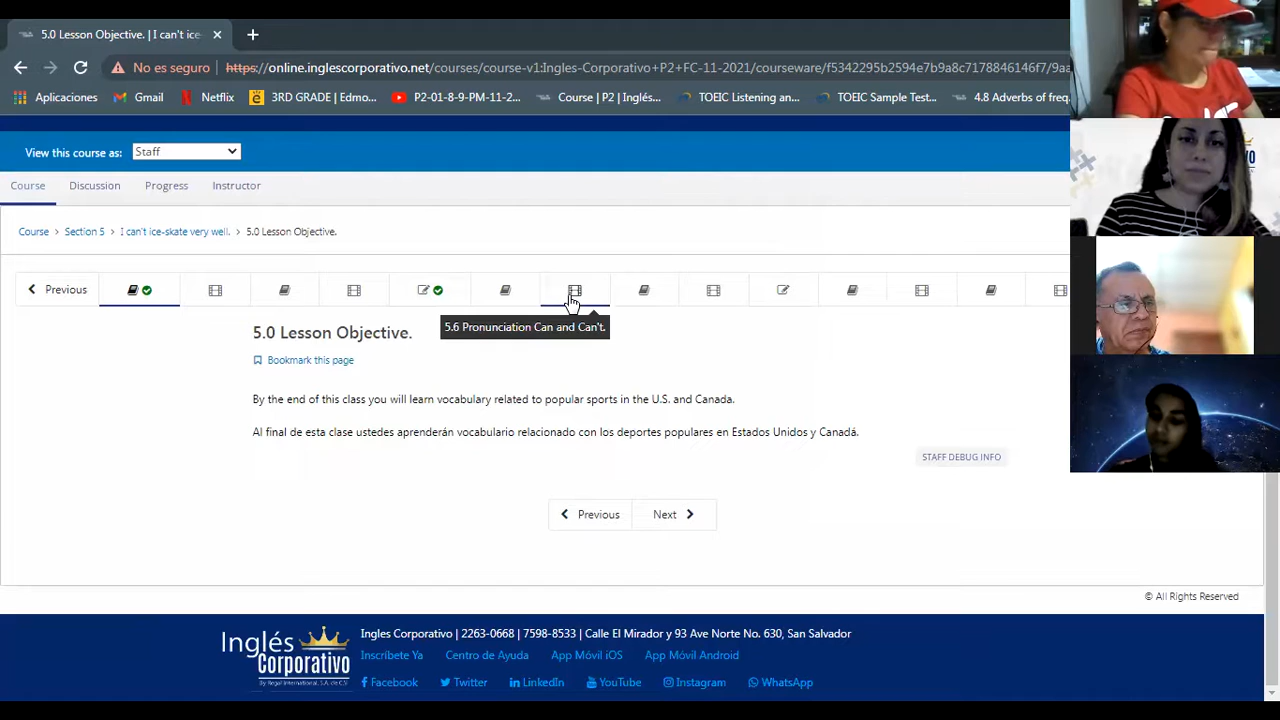 5.0 Lesson Objective. | I can't ice-
No es seguro
https://online.inglescorporativo.net/courses/course-v1:Ingles-Corporativo+P2+FC-11-2021/courseware/f5342295b2594e7b9a8c7178846146f7/9aa
Aplicaciones Gmail Netflix 3RD GRADE | Edmo... P2-01-8-9-PM-11-2... Course | P2 | Inglés... TOEIC Listening an... TOEIC Sample Test... 4.8 Adverbs of freq
View this course as: Staff
Course Discussion Progress Instructor
Course Section 5 I can't ice-skate very well. 5.0 Lesson Objective.
Previous
5.6 Pronunciation Can and Can't.
5.0 Lesson Objective.
Bookmark this page
By the end of this class you will learn vocabulary related to popular sports in the U.S. and Canada.
Al final de esta clase ustedes aprenderán vocabulario relacionado con los deportes populares en Estados Unidos y Canadá.
STAFF DEBUG INFO
Previous Next
© All Rights Reserved
Inglés Corporativo
By Regal International, S.A. de C.V.
Ingles Corporativo | 2263-0668 | 7598-8533 | Calle El Mirador y 93 Ave Norte No. 630, San Salvador
Inscríbete Ya Centro de Ayuda App Móvil iOS App Móvil Android
Facebook Twitter LinkedIn YouTube Instagram WhatsApp